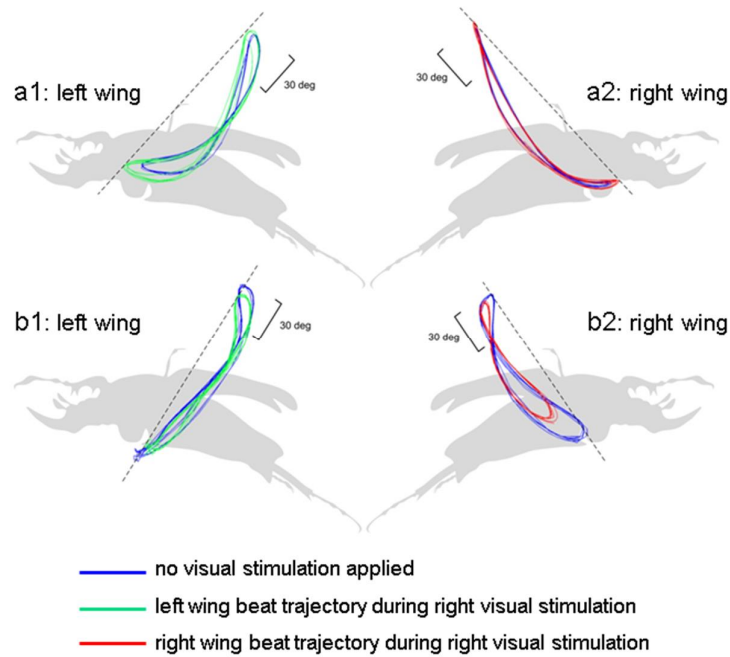 a1: left wing
30 deg
a2: right wing
30 deg
b1: left wing
30 deg
b2: right wing
30 deg
no visual stimulation applied
left wing beat trajectory during right visual stimulation
right wing beat trajectory during right visual stimulation